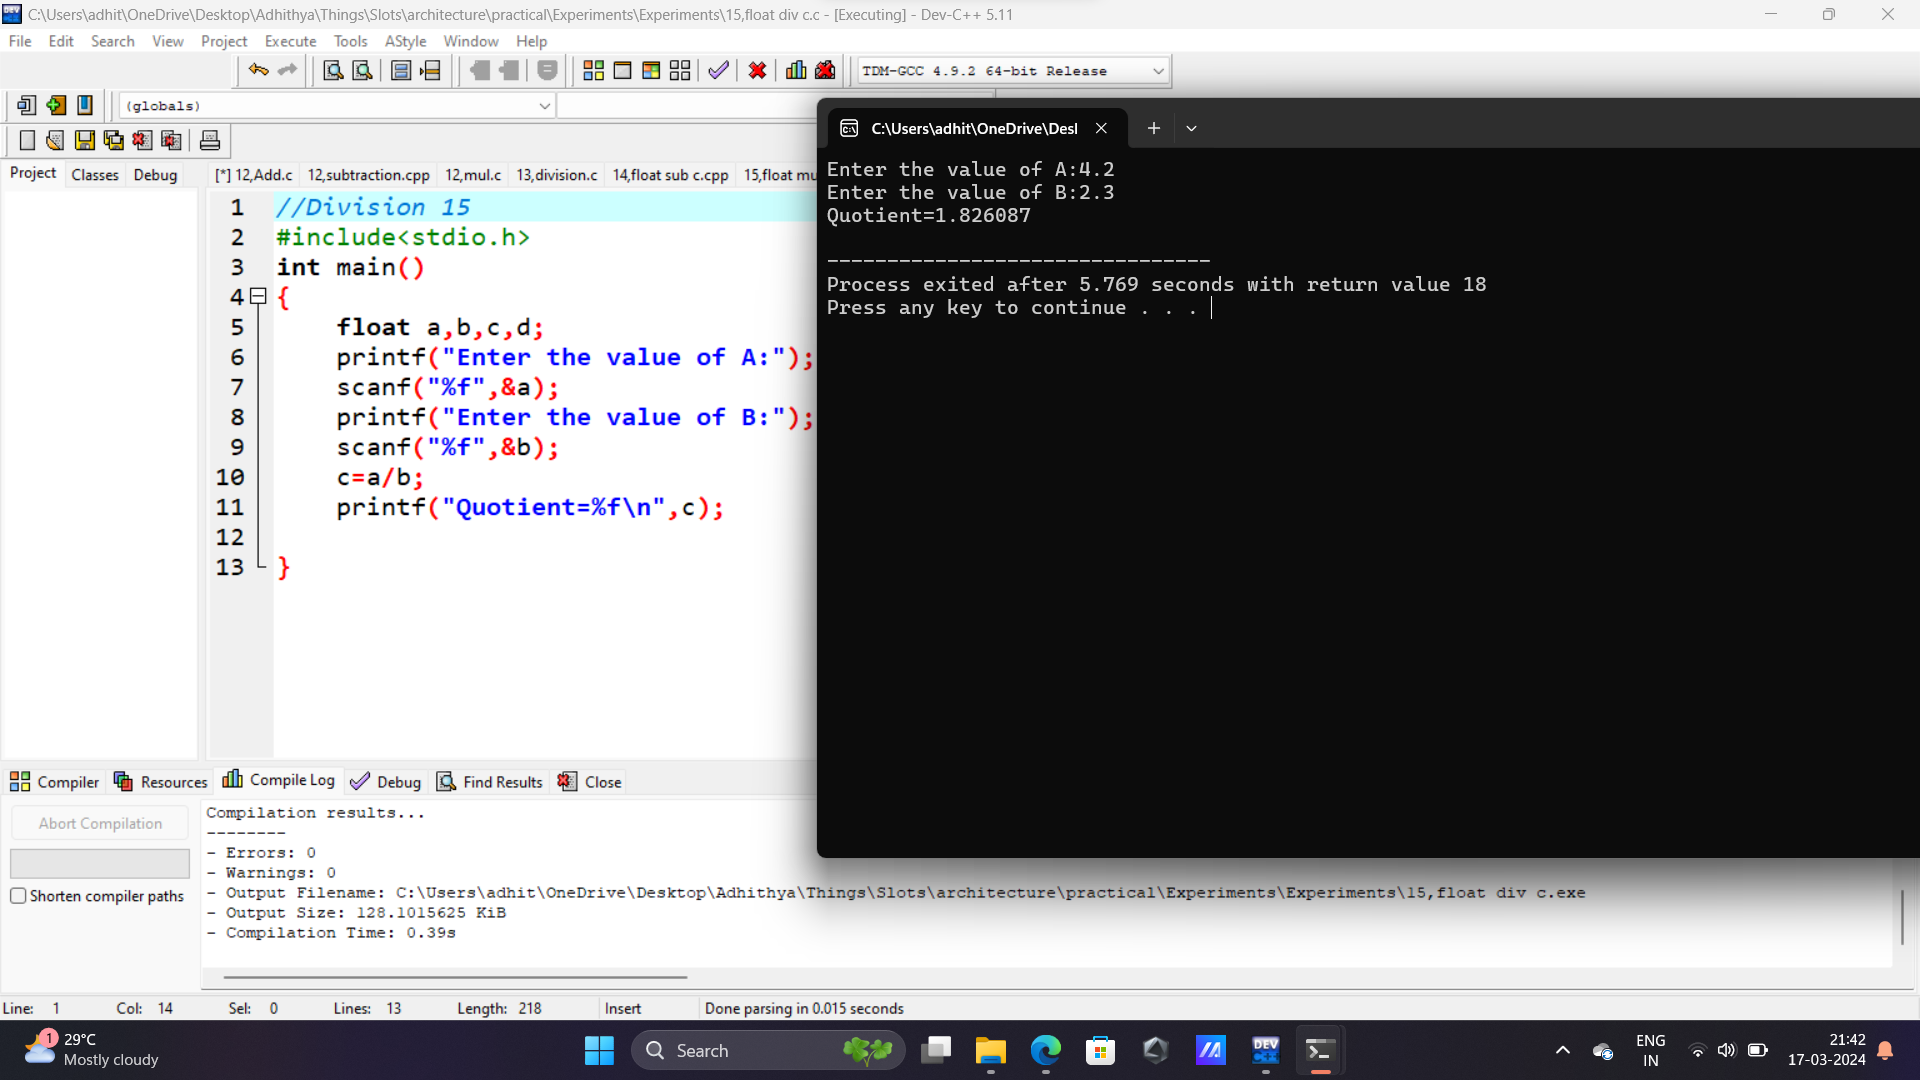 C:\Users\adhit\OneDrive\Desktop\Adhithya\Things\Slots\architecture\practical\Experiments\Experiments\15,float div c.c - [Executing] - Dev-C++ 5.11
File Edit Search View Project Execute Tools AStyle Window Help
TDM-GCC 4.9.2 64-bit Release
(globals)
Project Classes Debug
[*] 12,Add.c 12,subtraction.cpp 12,mul.c 13,division.c 14,float sub c.cpp 15,float mu
1 //Division 15
2 #include<stdio.h>
3 int main()
4 {
5 float a,b,c,d;
6 printf("Enter the value of A:");
7 scanf("%f",&a);
8 printf("Enter the value of B:");
9 scanf("%f",&b);
10 c=a/b;
11 printf("Quotient=%f\n",c);
12
13 }
C:\Users\adhit\OneDrive\Desl
Enter the value of A:4.2
Enter the value of B:2.3
Quotient=1.826087
--------------------------------
Process exited after 5.769 seconds with return value 18
Press any key to continue . . .
Compiler Resources Compile Log Debug Find Results Close
Abort Compilation
Shorten compiler paths
Compilation results...
--------
- Errors: 0
- Warnings: 0
- Output Filename: C:\Users\adhit\OneDrive\Desktop\Adhithya\Things\Slots\architecture\practical\Experiments\Experiments\15,float div c.exe
- Output Size: 128.1015625 KiB
- Compilation Time: 0.39s
Line: 1 Col: 14 Sel: 0 Lines: 13 Length: 218 Insert Done parsing in 0.015 seconds
1
29°C
Mostly cloudy
Search
DEV
C++
ENG
IN
21:42
17-03-2024